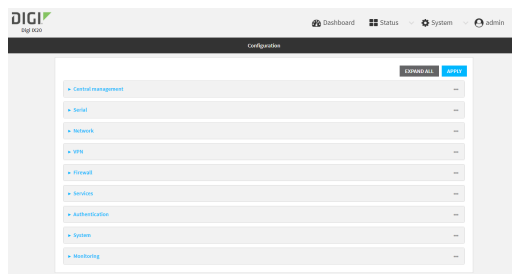 DIGI
Digi IX20
Dashboard Status System admin
Configuration
EXPAND ALL APPLY
Central management
Serial
Network
VPN
Firewall
Services
Authentication
System
Monitoring